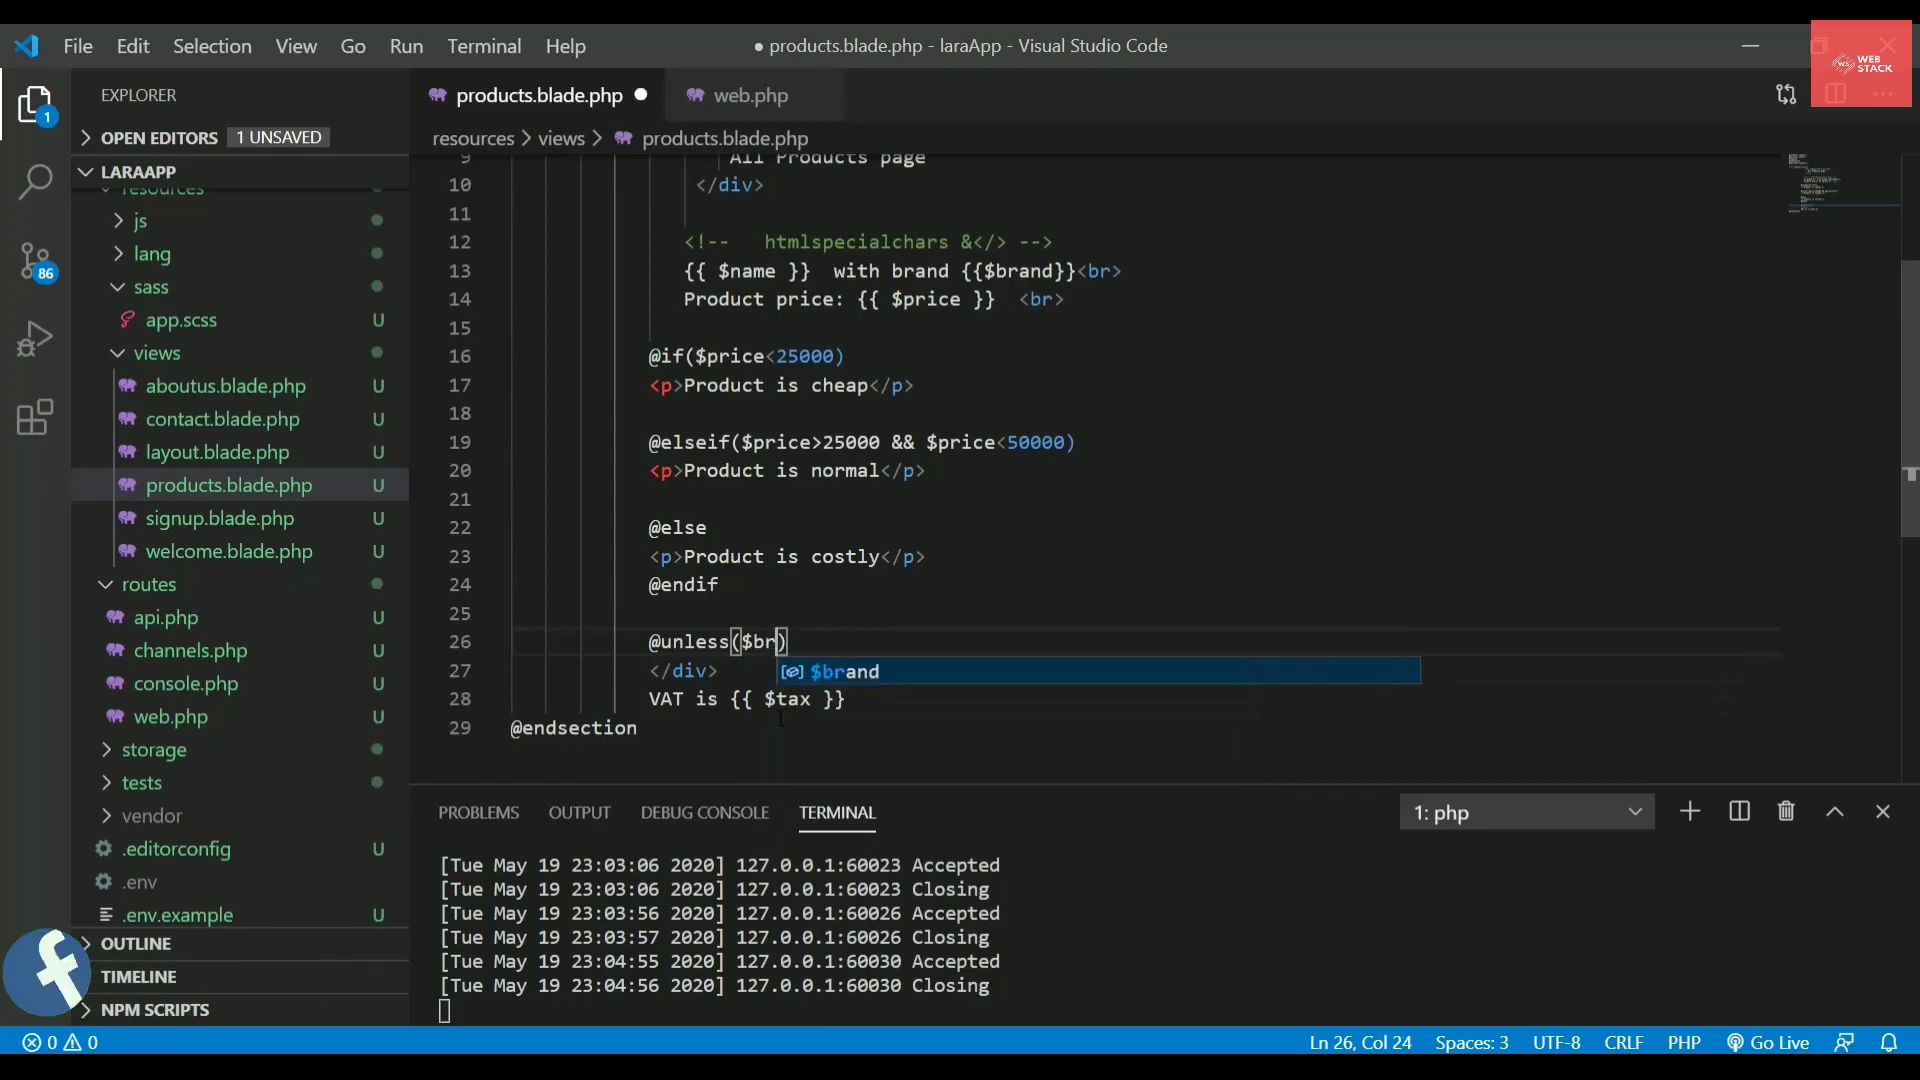 File Edit Selection View Go Run Terminal Help
● products.blade.php - laraApp - Visual Studio Code
WS WEB STACK
EXPLORER
1
OPEN EDITORS 1 UNSAVED
LARAAPP
resources
js
lang
86
sass
app.scss U
views
aboutus.blade.php U
contact.blade.php U
layout.blade.php U
products.blade.php U
signup.blade.php U
welcome.blade.php U
routes
api.php U
channels.php U
console.php U
web.php U
storage
tests
vendor
.editorconfig U
.env
.env.example U
OUTLINE
TIMELINE
NPM SCRIPTS
products.blade.php web.php
resources > views > products.blade.php
9 All Products page
10 </div>
11
12 <!-- htmlspecialchars &</> -->
13 {{ $name }} with brand {{$brand}}<br>
14 Product price: {{ $price }} <br>
15
16 @if($price<25000)
17 <p>Product is cheap</p>
18
19 @elseif($price>25000 && $price<50000)
20 <p>Product is normal</p>
21
22 @else
23 <p>Product is costly</p>
24 @endif
25
26 @unless($br)
27 </div>
$brand
28 VAT is {{ $tax }}
29 @endsection
PROBLEMS OUTPUT DEBUG CONSOLE TERMINAL
1: php
[Tue May 19 23:03:06 2020] 127.0.0.1:60023 Accepted
[Tue May 19 23:03:06 2020] 127.0.0.1:60023 Closing
[Tue May 19 23:03:56 2020] 127.0.0.1:60026 Accepted
[Tue May 19 23:03:57 2020] 127.0.0.1:60026 Closing
[Tue May 19 23:04:55 2020] 127.0.0.1:60030 Accepted
[Tue May 19 23:04:56 2020] 127.0.0.1:60030 Closing
0 0
Ln 26, Col 24 Spaces: 3 UTF-8 CRLF PHP Go Live